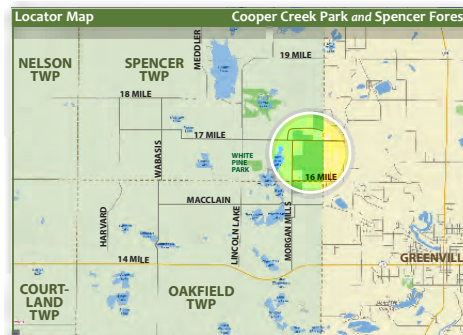 Locator Map
Cooper Creek Park and Spencer Fores
NELSON
TWP
SPENCER
TWP
MEDDLER
19 MILE
18 MILE
17 MILE
WABASIS
WHITE
PINE
PARK
16 MILE
MACCLAIN
HARVARD
LINCOLN LAKE
MORGAN MILLS
14 MILE
GREENVILL
COURT-
LAND
TWP
OAKFIELD
TWP